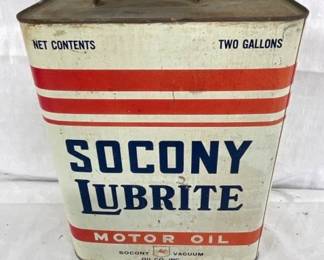 NET CONTENTS TWO GALLONS
SOCONY
LUBRITE
MOTOR OIL
SOCONY VACUUM
OIL CO. INC.